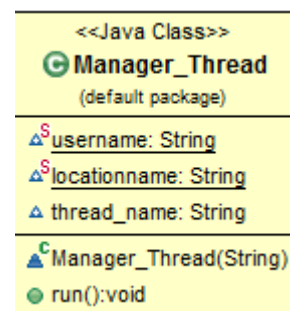 <<Java Class>>
C Manager_Thread
(default package)
S username: String
S locationname: String
thread_name: String
C Manager_Thread(String)
run():void